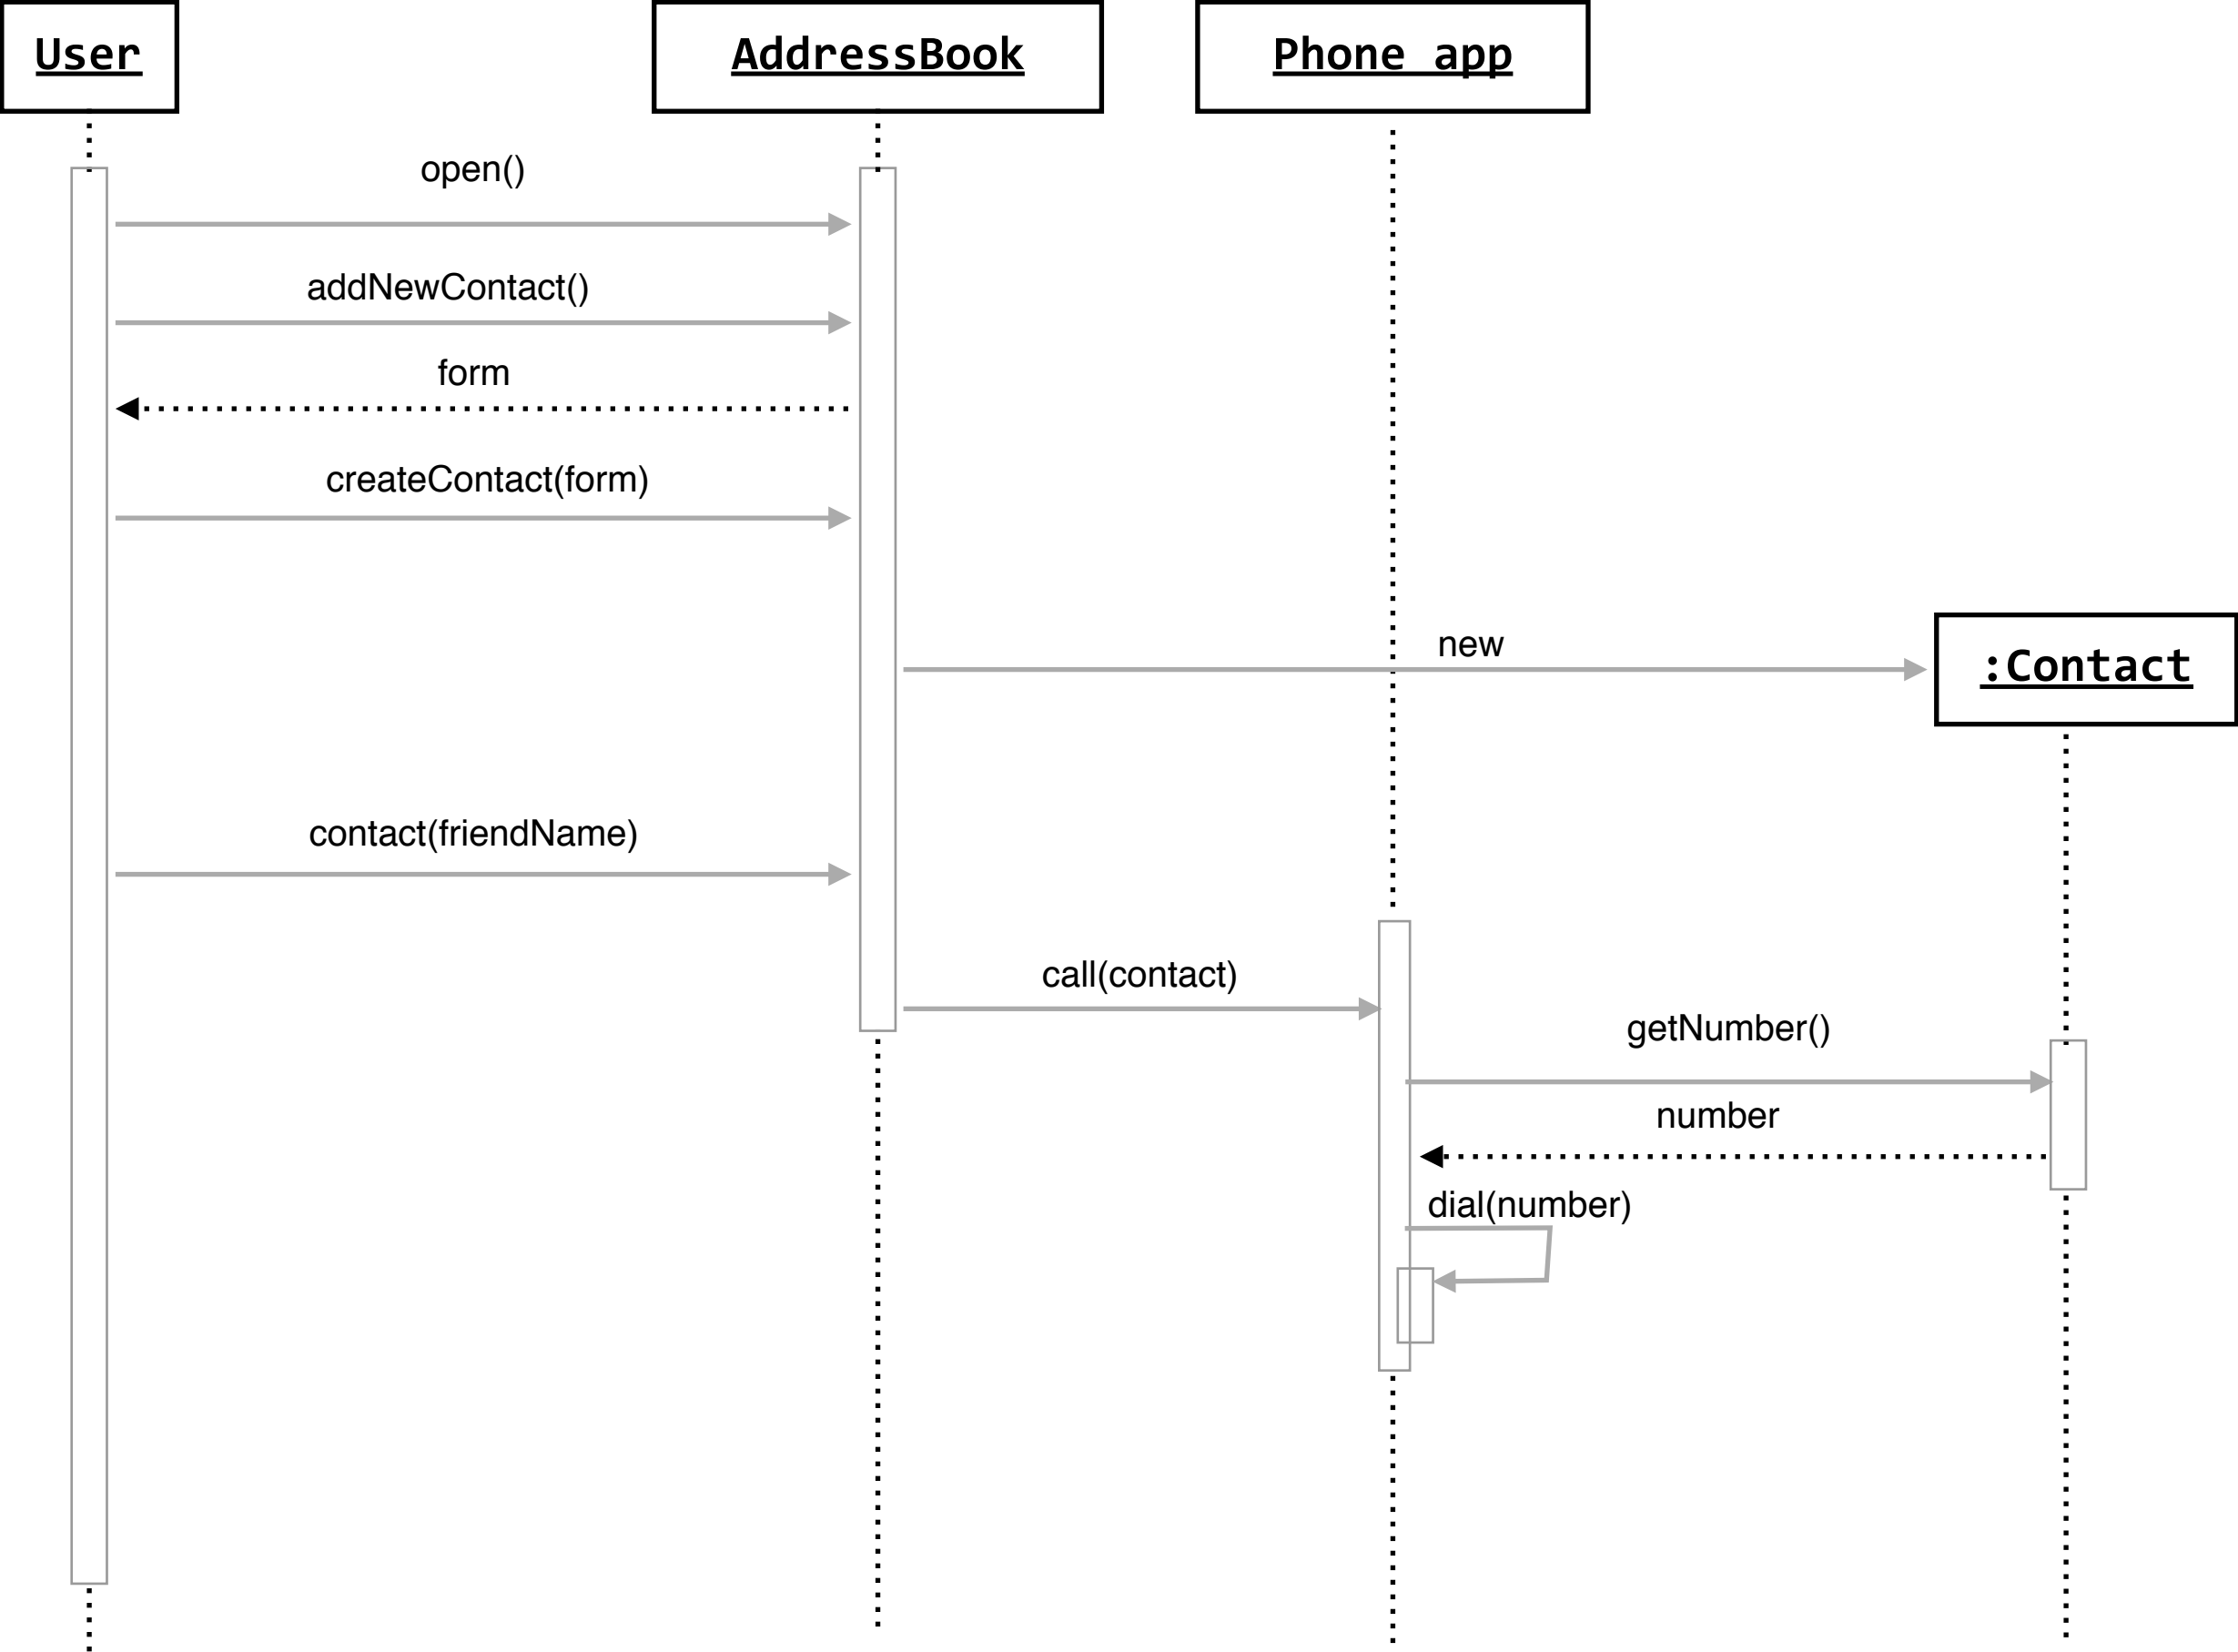 User
AddressBook
Phone app
open()
addNewContact()
form
createContact(form)
new
:Contact
contact(friendName)
call(contact)
getNumber()
number
dial(number)